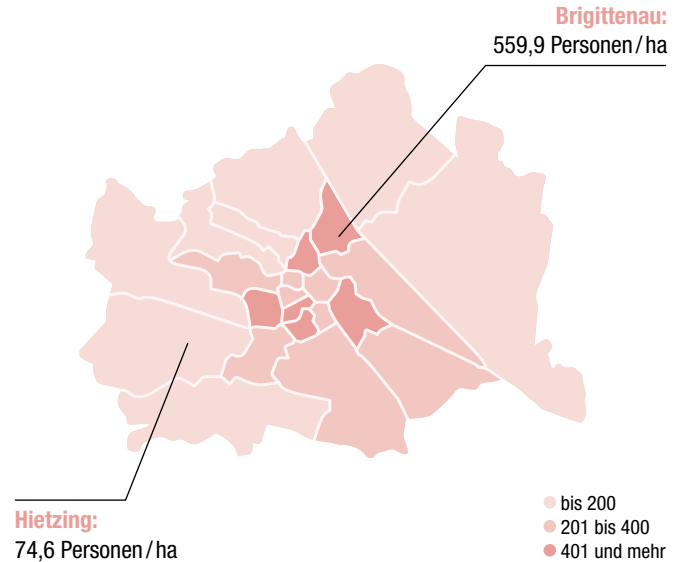 Brigittenau:
559,9 Personen/ha
Hietzing:
74,6 Personen/ha
bis 200
201 bis 400
401 und mehr